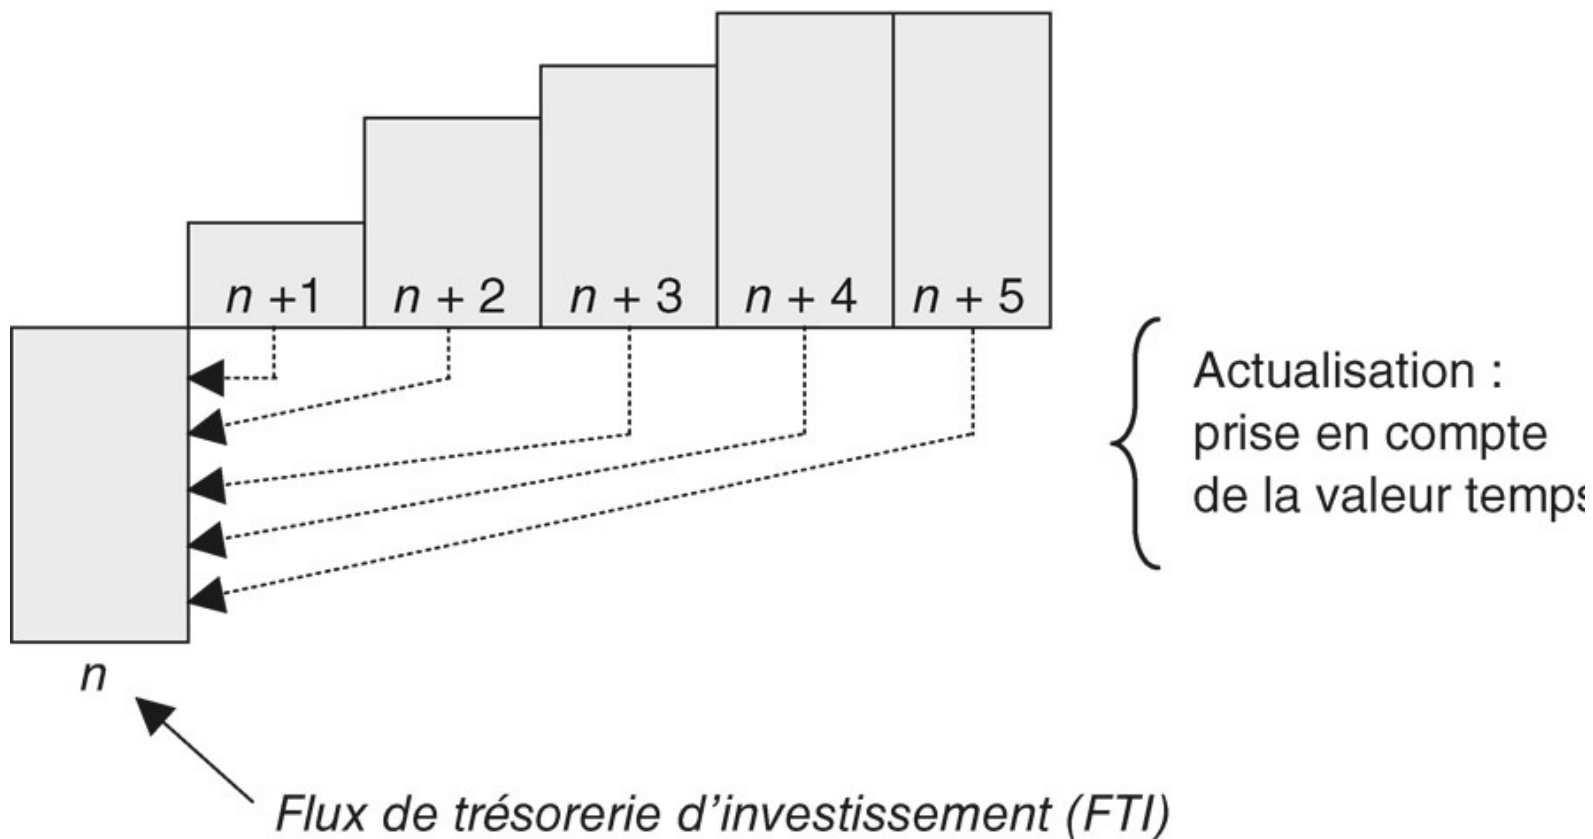 n +1 n + 2 n + 3 n + 4 n + 5
Actualisation :
prise en compte
de la valeur temps
n
Flux de trésorerie d’investissement (FTI)